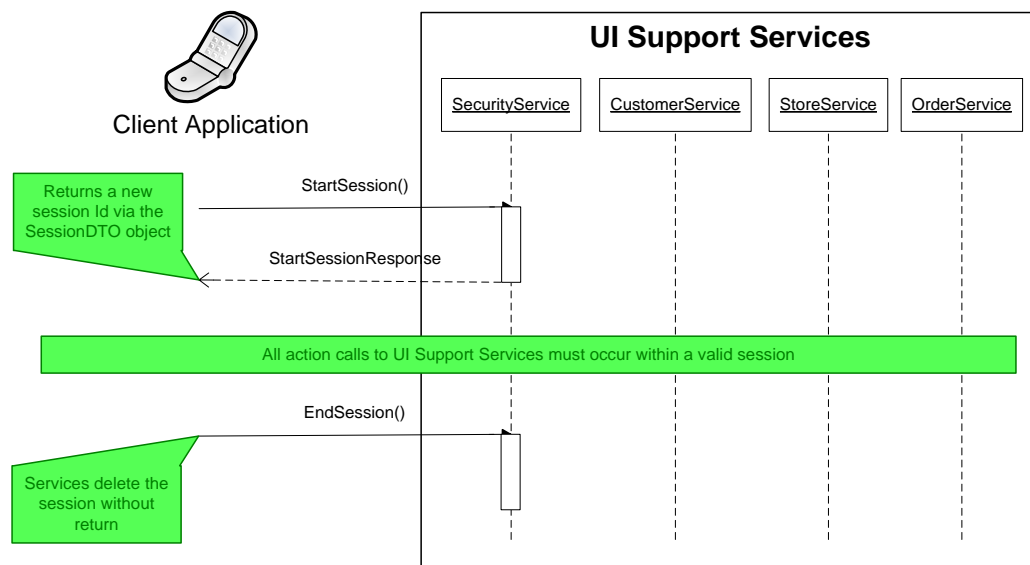 UI Support Services
Client Application
SecurityService
CustomerService
StoreService
OrderService
Returns a new
session Id via the
SessionDTO object
StartSession()
StartSessionResponse
All action calls to UI Support Services must occur within a valid session
EndSession()
Services delete the
session without
return